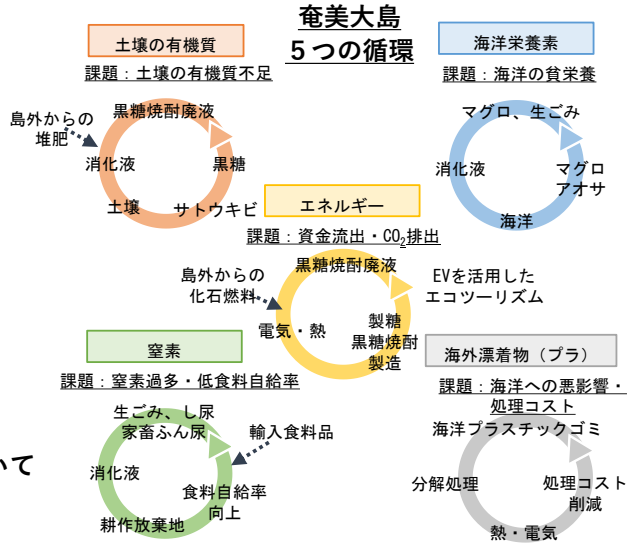 奄美大島
5つの循環
土壌の有機質
課題：土壌の有機質不足
島外からの
堆肥
黒糖焼酎廃液
消化液
黒糖
土壌
サトウキビ
海洋栄養素
課題：海洋の貧栄養
マグロ、生ごみ
消化液
マグロ
アオサ
海洋
エネルギー
課題：資金流出・CO₂排出
黒糖焼酎廃液
島外からの
化石燃料
EVを活用した
エコツーリズム
電気・熱
製糖
黒糖焼酎
製造
窒素
課題：窒素過多・低食料自給率
生ごみ、し尿
家畜ふん尿
輸入食料品
消化液
食料自給率
向上
耕作放棄地
いて
海外漂着物（プラ）
課題：海洋への悪影響・
処理コスト
海洋プラスチックゴミ
分解処理
処理コスト
削減
熱・電気